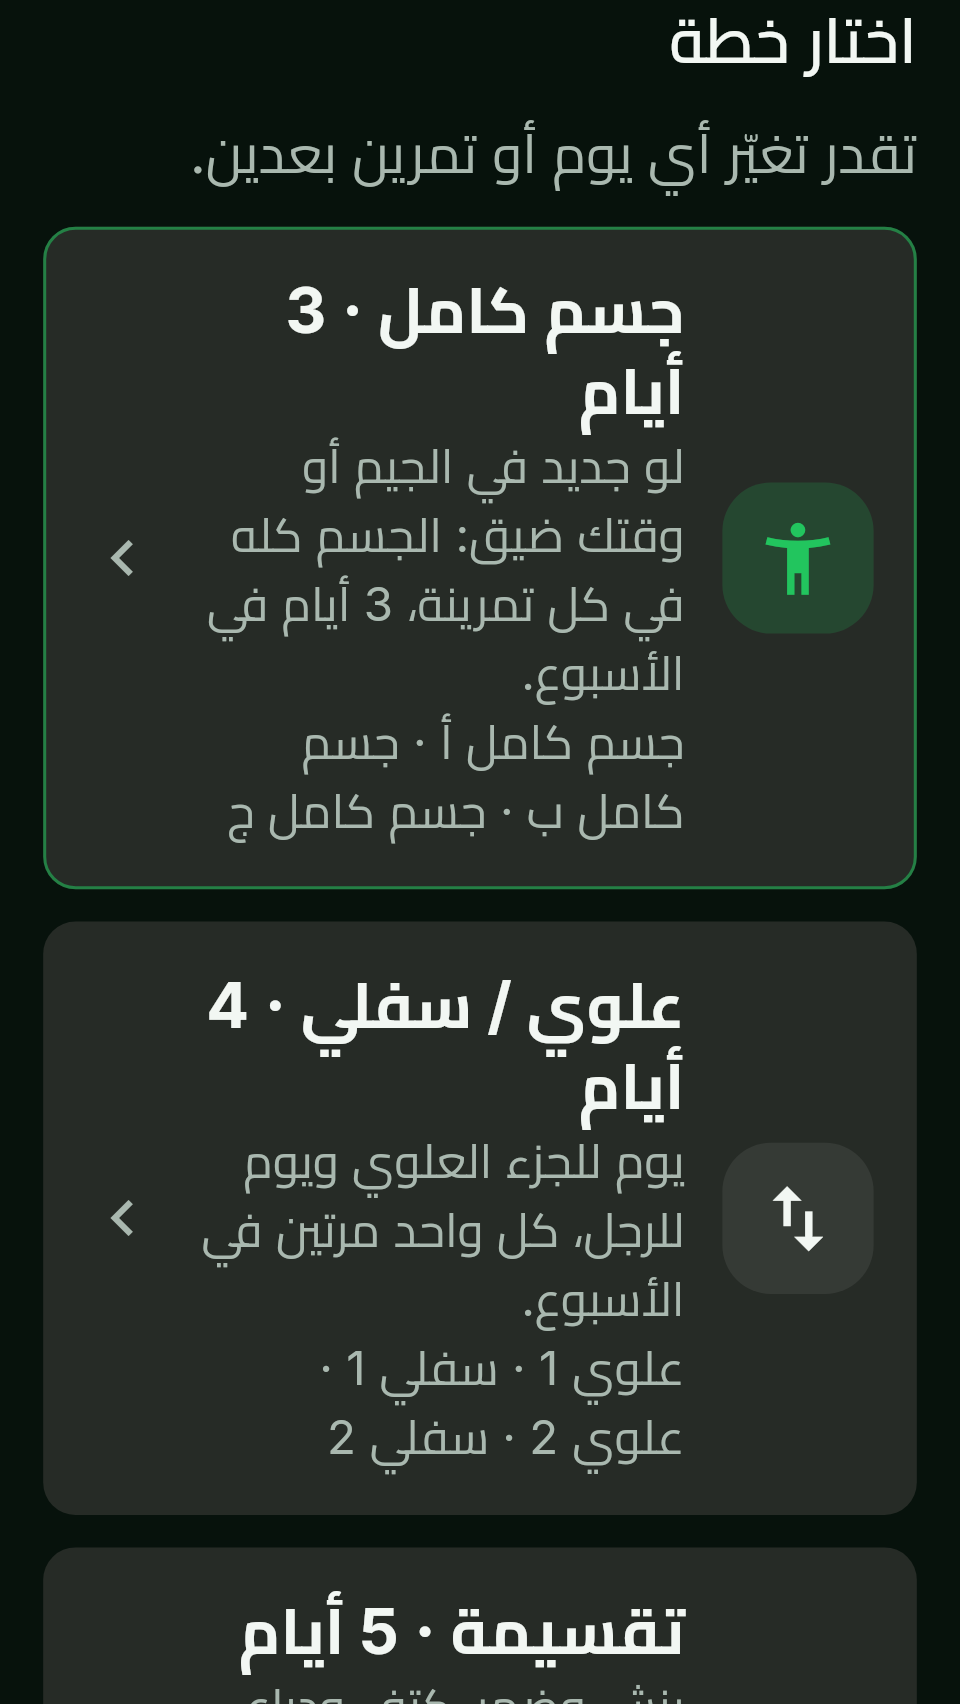 اختار خطة
تقدر تغيّر أي يوم أو تمرين بعدين.
جسم كامل · 3
أيام
لو جديد في الجيم أو
وقتك ضيق: الجسم كله
في كل تمرينة، 3 أيام في
الأسبوع.
جسم كامل أ · جسم
كامل ب · جسم كامل ج
علوي / سفلي · 4
أيام
يوم للجزء العلوي ويوم
للرجل، كل واحد مرتين في
الأسبوع.
علوي 1 · سفلي 1 ·
علوي 2 · سفلي 2
تقسيمة · 5 أيام